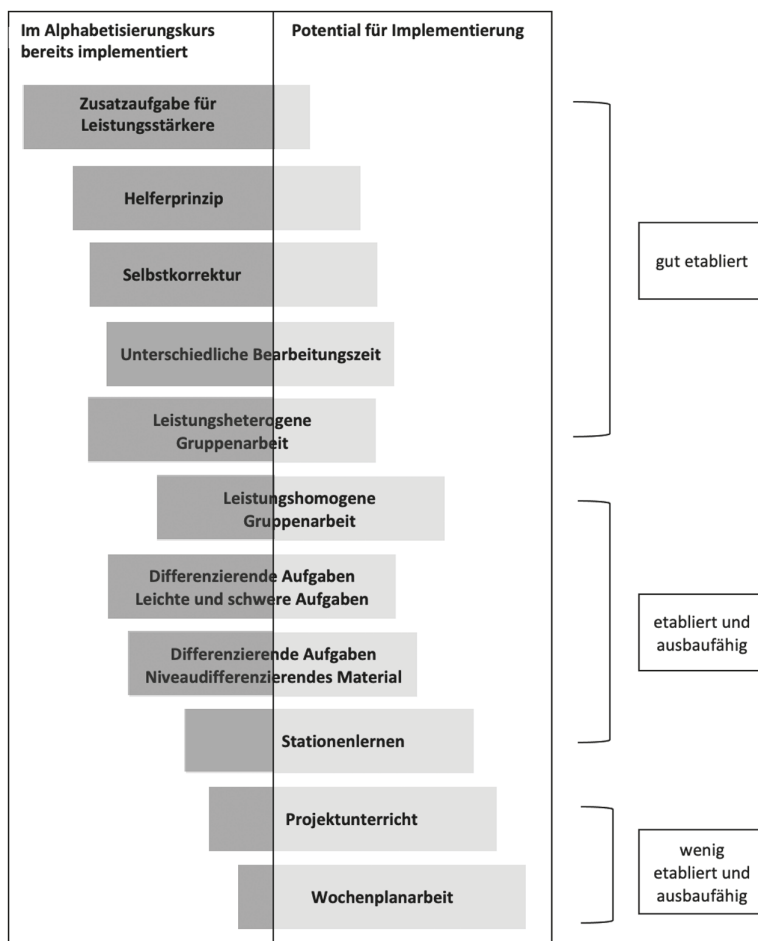 Im Alphabetisierungskurs
bereits implementiert
Potential für Implementierung
Zusatzaufgabe für
Leistungsstärkere
Helferprinzip
Selbstkorrektur
Unterschiedliche Bearbeitungszeit
Leistungsheterogene
Gruppenarbeit
gut etabliert
Leistungshomogene
Gruppenarbeit
Differenzierende Aufgaben
Leichte und schwere Aufgaben
Differenzierende Aufgaben
Niveaudifferenzierendes Material
Stationenlernen
etabliert und
ausbaufähig
Projektunterricht
Wochenplanarbeit
wenig
etabliert und
ausbaufähig